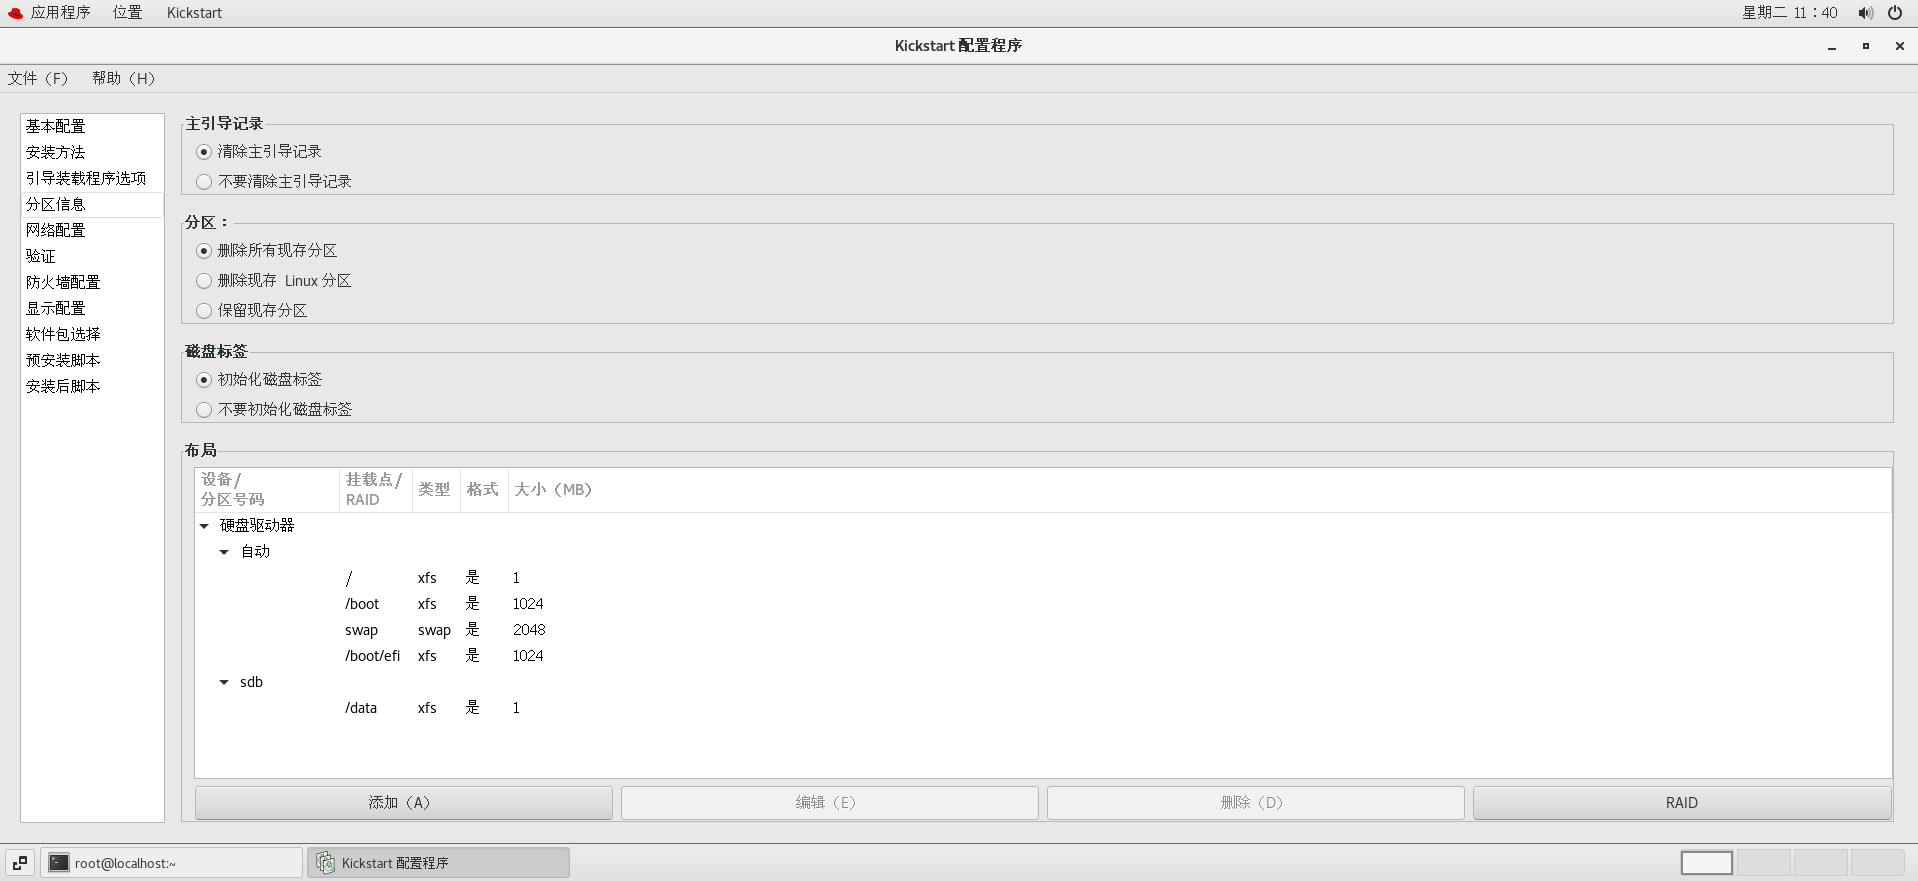 应用程序 位置 Kickstart 星期二 11：40
Kickstart 配置程序
文件（F） 帮助（H）
基本配置
安装方法
引导装载程序选项
分区信息
网络配置
验证
防火墙配置
显示配置
软件包选择
预安装脚本
安装后脚本
主引导记录
清除主引导记录
不要清除主引导记录
分区：
删除所有现存分区
删除现存 Linux 分区
保留现存分区
磁盘标签
初始化磁盘标签
不要初始化磁盘标签
布局
设备/
分区号码
挂载点/
RAID
类型
格式
大小（MB）
硬盘驱动器
自动
/ xfs 是 1
/boot xfs 是 1024
swap swap 是 2048
/boot/efi xfs 是 1024
sdb
/data xfs 是 1
添加（A） 编辑（E） 删除（D） RAID
root@localhost:~ Kickstart 配置程序